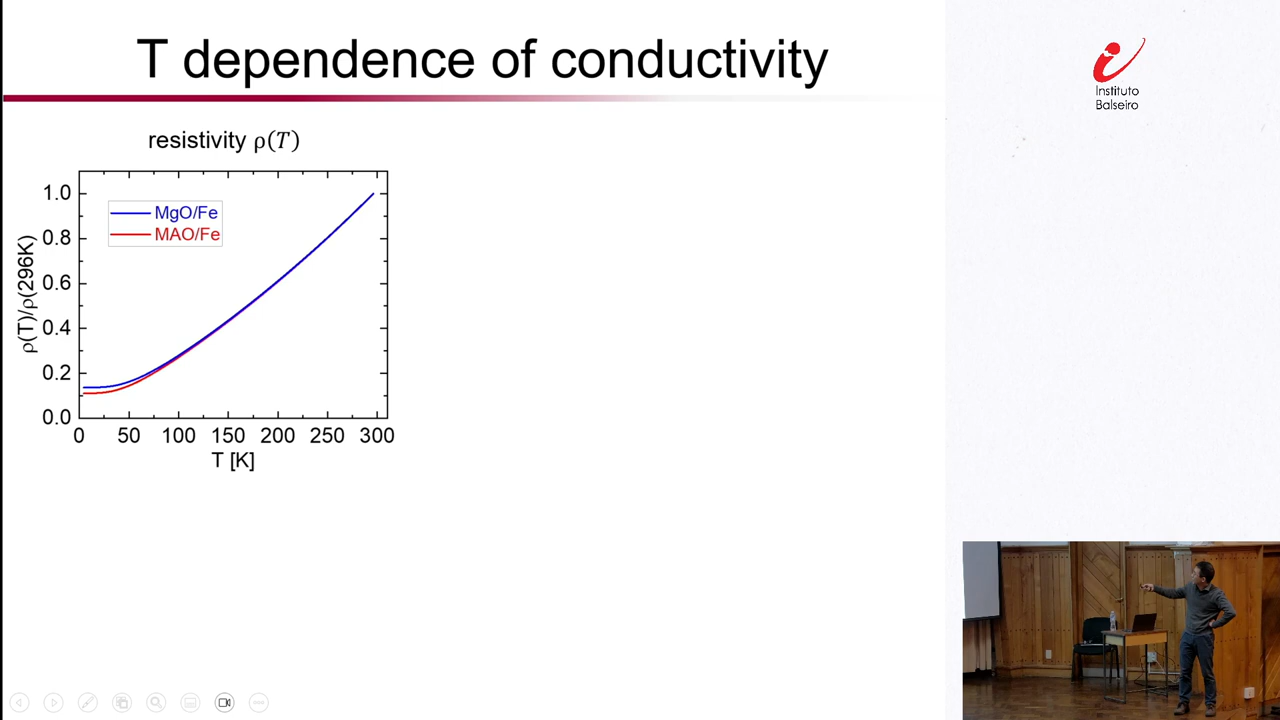 T dependence of conductivity
Instituto
Balseiro
resistivity ρ(T)
1.0
0.8
0.6
0.4
0.2
0.0
ρ(T)/ρ(296K)
MgO/Fe
MAO/Fe
0 50 100 150 200 250 300
T [K]